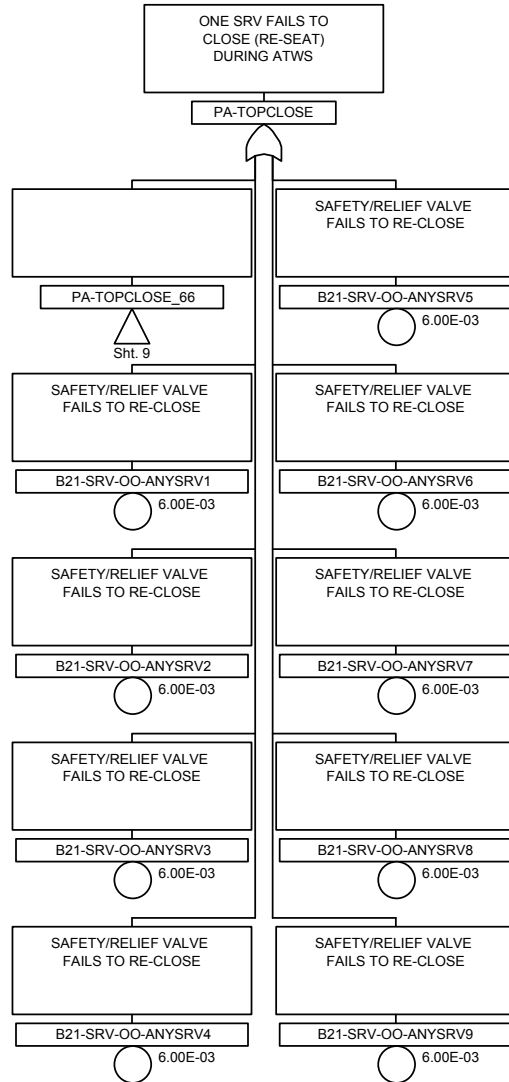 ONE SRV FAILS TO
CLOSE (RE-SEAT)
DURING ATWS
PA-TOPCLOSE
PA-TOPCLOSE_66
Sht. 9
SAFETY/RELIEF VALVE
FAILS TO RE-CLOSE
B21-SRV-OO-ANYSRV5
6.00E-03
SAFETY/RELIEF VALVE
FAILS TO RE-CLOSE
B21-SRV-OO-ANYSRV1
6.00E-03
SAFETY/RELIEF VALVE
FAILS TO RE-CLOSE
B21-SRV-OO-ANYSRV6
6.00E-03
SAFETY/RELIEF VALVE
FAILS TO RE-CLOSE
B21-SRV-OO-ANYSRV2
6.00E-03
SAFETY/RELIEF VALVE
FAILS TO RE-CLOSE
B21-SRV-OO-ANYSRV7
6.00E-03
SAFETY/RELIEF VALVE
FAILS TO RE-CLOSE
B21-SRV-OO-ANYSRV3
6.00E-03
SAFETY/RELIEF VALVE
FAILS TO RE-CLOSE
B21-SRV-OO-ANYSRV8
6.00E-03
SAFETY/RELIEF VALVE
FAILS TO RE-CLOSE
B21-SRV-OO-ANYSRV4
6.00E-03
SAFETY/RELIEF VALVE
FAILS TO RE-CLOSE
B21-SRV-OO-ANYSRV9
6.00E-03